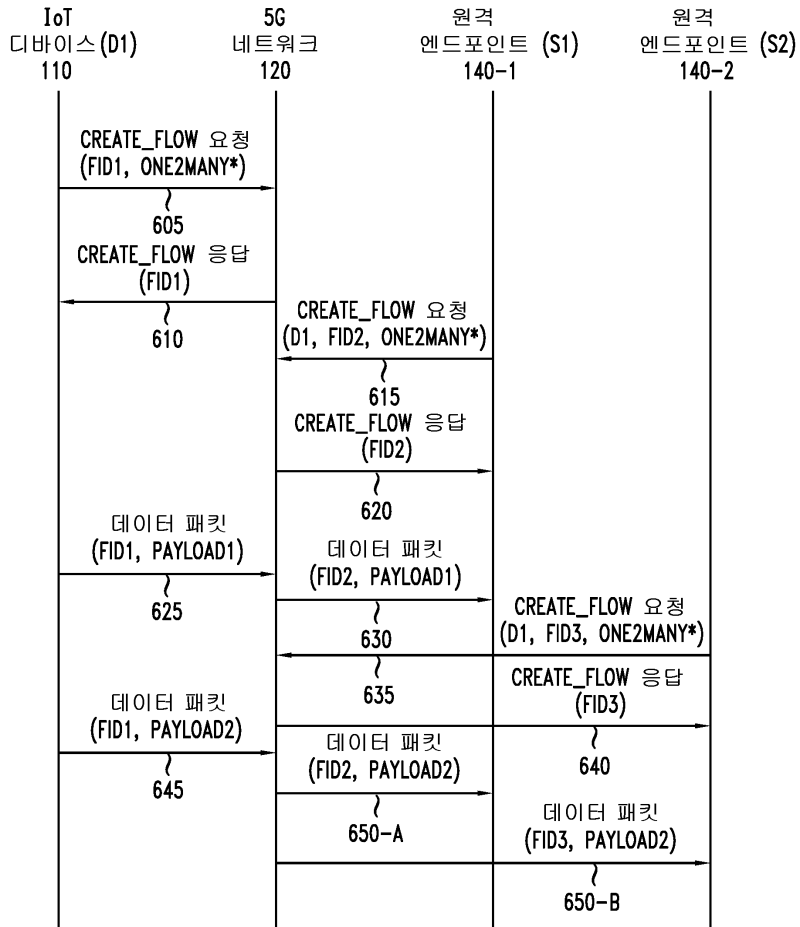 IoT
디바이스(D1)
110
5G
네트워크
120
원격
엔드포인트 (S1)
140-1
원격
엔드포인트 (S2)
140-2
CREATE_FLOW 요청
(FID1, ONE2MANY*)
605
CREATE_FLOW 응답
(FID1)
610
CREATE_FLOW 요청
(D1, FID2, ONE2MANY*)
615
CREATE_FLOW 응답
(FID2)
620
데이터 패킷
(FID1, PAYLOAD1)
625
데이터 패킷
(FID2, PAYLOAD1)
630
CREATE_FLOW 요청
(D1, FID3, ONE2MANY*)
635
CREATE_FLOW 응답
(FID3)
640
데이터 패킷
(FID1, PAYLOAD2)
645
데이터 패킷
(FID2, PAYLOAD2)
650-A
데이터 패킷
(FID3, PAYLOAD2)
650-B